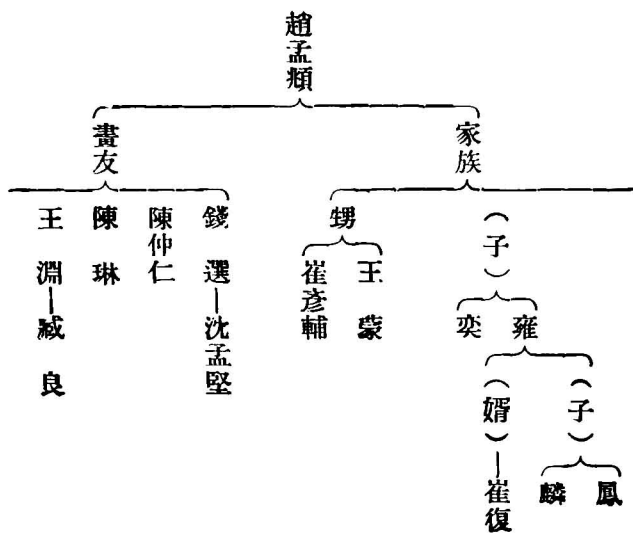 趙孟頫
家族
畫友
(子)
甥
雍
奕
(子)
鳳
麟
(婿)—崔復
王蒙
崔彥輔
錢選—沈孟堅
陳仲仁
陳琳
王淵—臧良